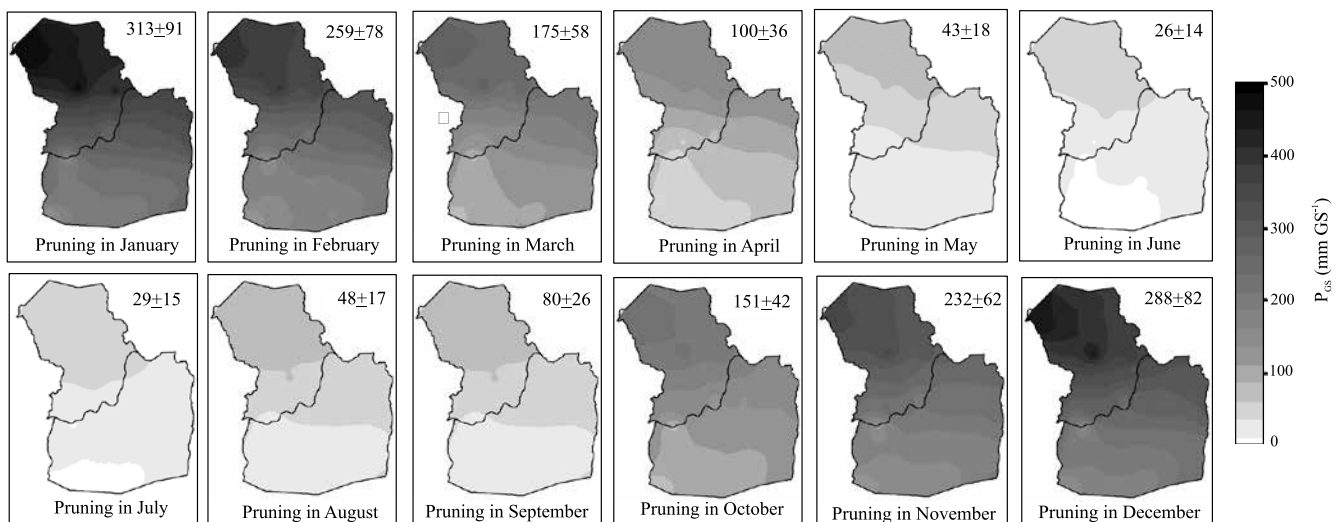 313±91
Pruning in January
259±78
Pruning in February
175±58
Pruning in March
100±36
Pruning in April
43±18
Pruning in May
26±14
Pruning in June
29±15
Pruning in July
48±17
Pruning in August
80±26
Pruning in September
151±42
Pruning in October
232±62
Pruning in November
288±82
Pruning in December
500
400
300
200
100
0
P_GS (mm GS⁻¹)